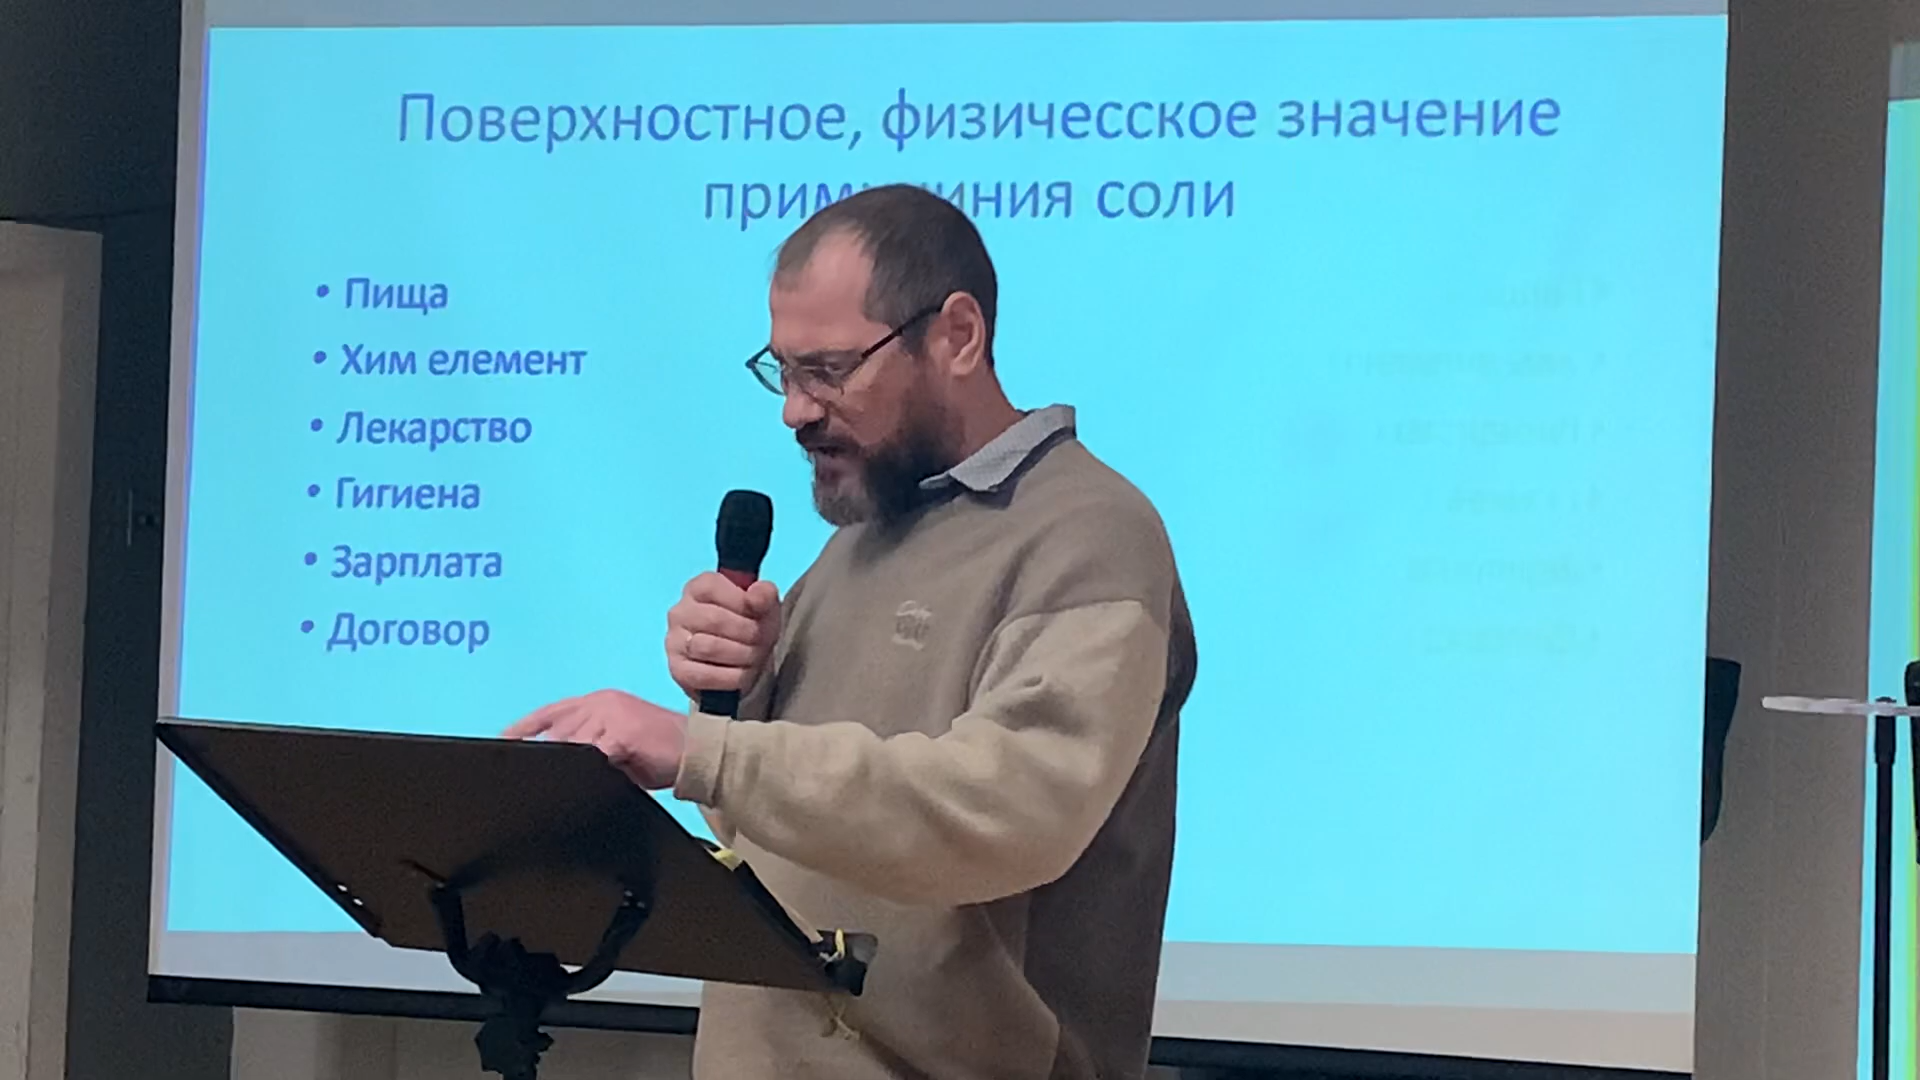 Поверхностное, физичесское значение
соли
• Пища
• Хим елемент
• Лекарство
• Гигиена
• Зарплата
• Договор